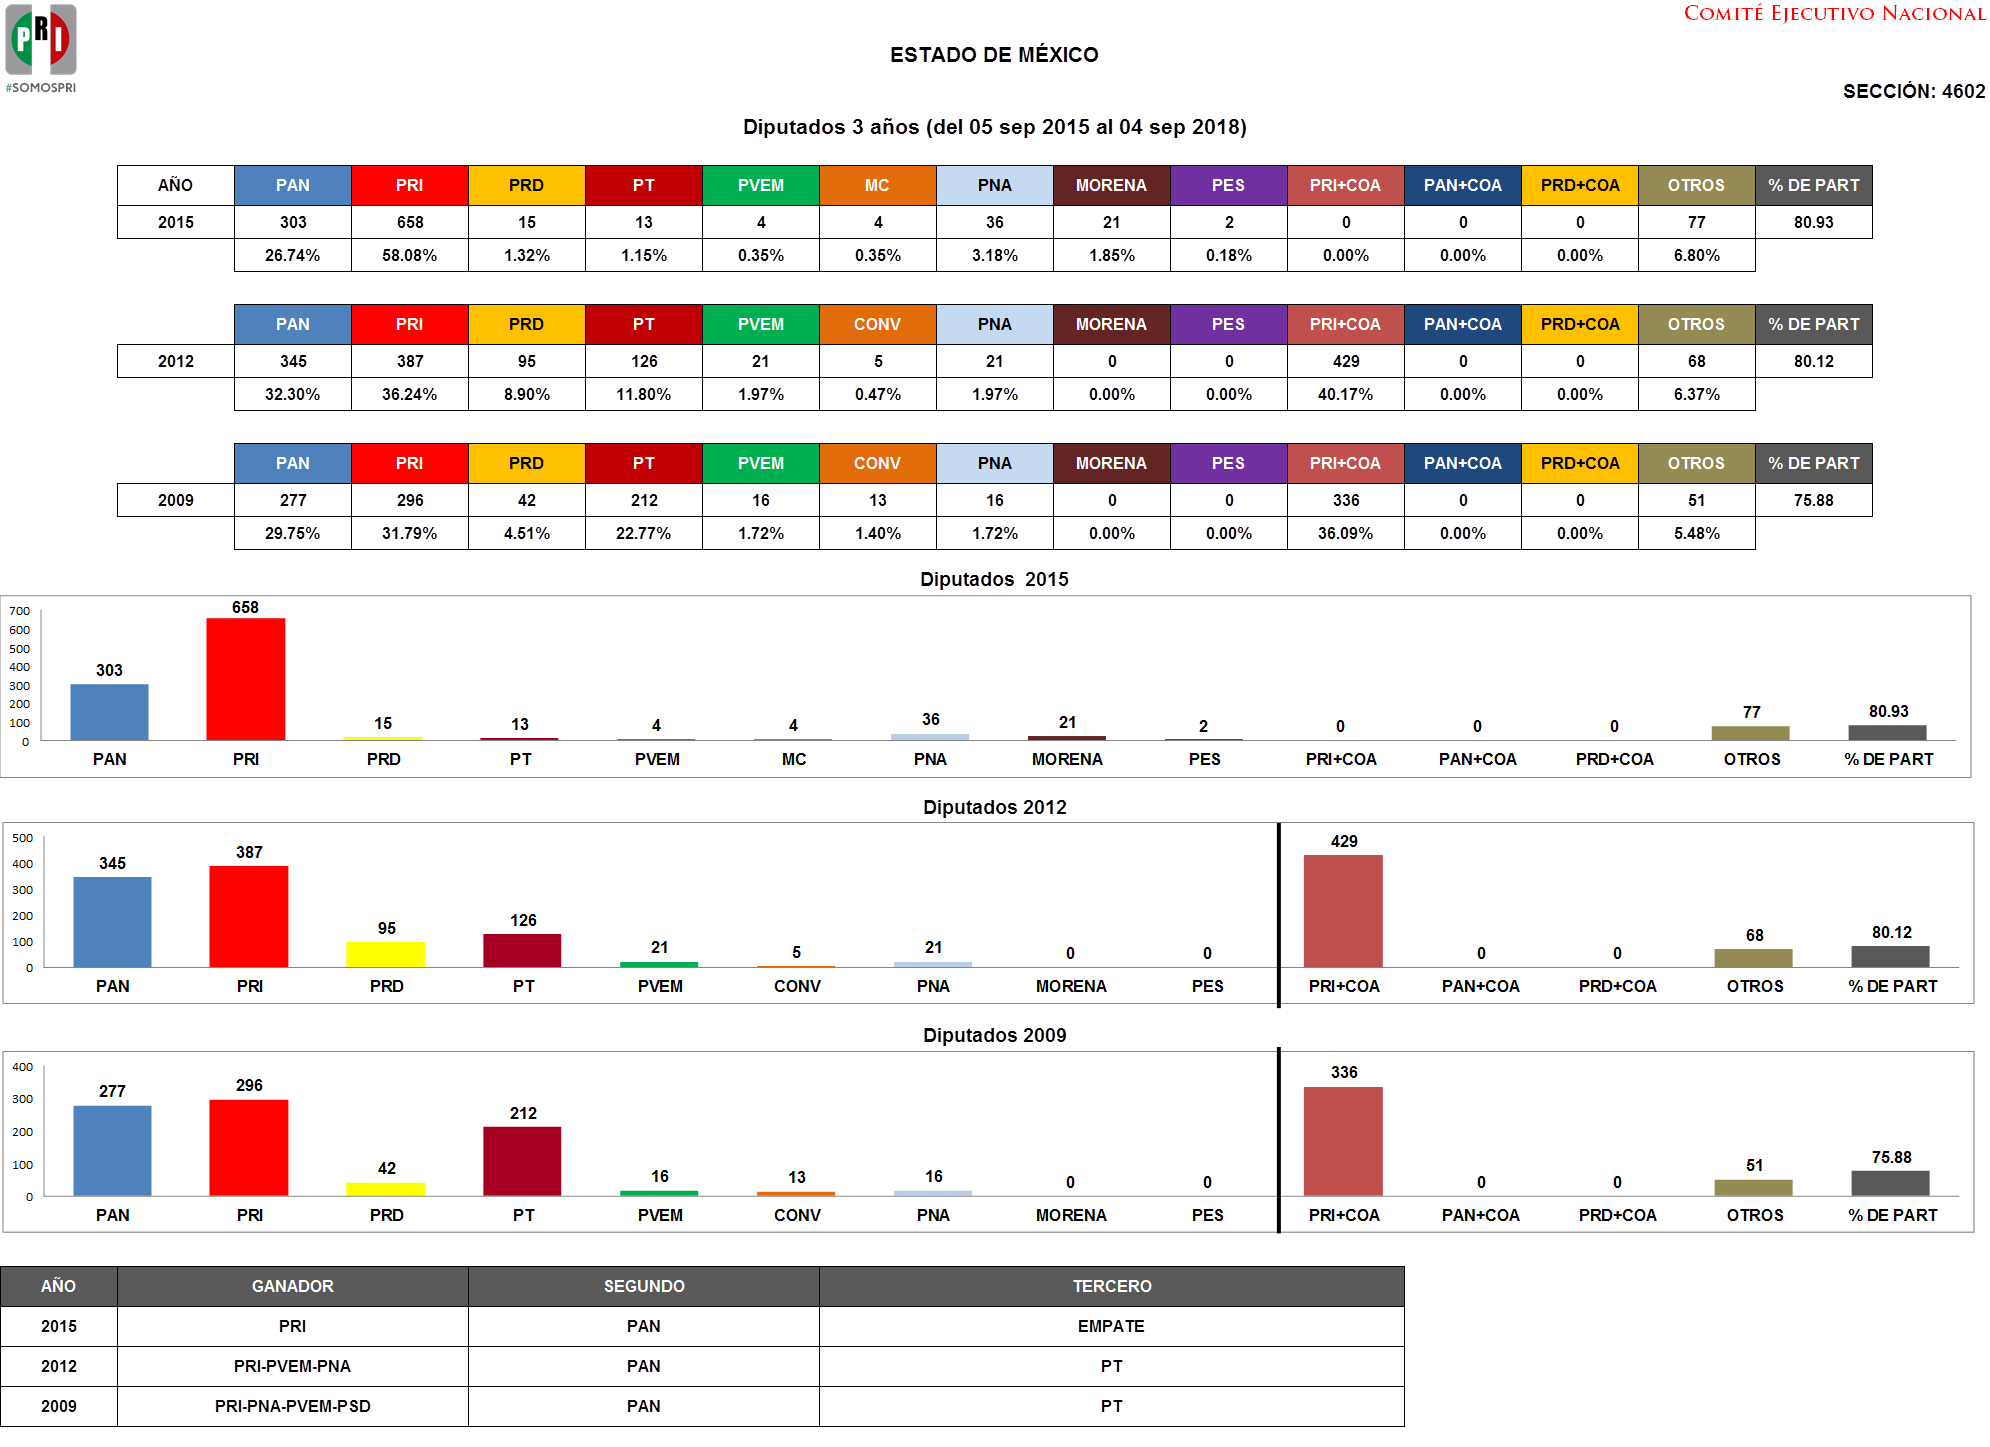 PRI
#SOMOSPRI
COMITÉ EJECUTIVO NACIONAL
ESTADO DE MÉXICO
SECCIÓN: 4602
Diputados 3 años (del 05 sep 2015 al 04 sep 2018)
AÑO PAN PRI PRD PT PVEM MC PNA MORENA PES PRI+COA PAN+COA PRD+COA OTROS % DE PART
2015 303 658 15 13 4 4 36 21 2 0 0 0 77 80.93
26.74% 58.08% 1.32% 1.15% 0.35% 0.35% 3.18% 1.85% 0.18% 0.00% 0.00% 0.00% 6.80%
PAN PRI PRD PT PVEM CONV PNA MORENA PES PRI+COA PAN+COA PRD+COA OTROS % DE PART
2012 345 387 95 126 21 5 21 0 0 429 0 0 68 80.12
32.30% 36.24% 8.90% 11.80% 1.97% 0.47% 1.97% 0.00% 0.00% 40.17% 0.00% 0.00% 6.37%
PAN PRI PRD PT PVEM CONV PNA MORENA PES PRI+COA PAN+COA PRD+COA OTROS % DE PART
2009 277 296 42 212 16 13 16 0 0 336 0 0 51 75.88
29.75% 31.79% 4.51% 22.77% 1.72% 1.40% 1.72% 0.00% 0.00% 36.09% 0.00% 0.00% 5.48%
Diputados 2015
700
600
500
400
300
200
100
0
303 658 15 13 4 4 36 21 2 0 0 0 77 80.93
PAN PRI PRD PT PVEM MC PNA MORENA PES PRI+COA PAN+COA PRD+COA OTROS % DE PART
Diputados 2012
500
400
300
200
100
0
345 387 95 126 21 5 21 0 0 429 0 0 68 80.12
PAN PRI PRD PT PVEM CONV PNA MORENA PES PRI+COA PAN+COA PRD+COA OTROS % DE PART
Diputados 2009
400
300
200
100
0
277 296 42 212 16 13 16 0 0 336 0 0 51 75.88
PAN PRI PRD PT PVEM CONV PNA MORENA PES PRI+COA PAN+COA PRD+COA OTROS % DE PART
AÑO GANADOR SEGUNDO TERCERO
2015 PRI PAN EMPATE
2012 PRI-PVEM-PNA PAN PT
2009 PRI-PNA-PVEM-PSD PAN PT